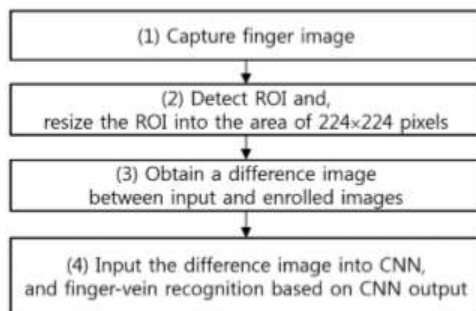 (1) Capture finger image
(2) Detect ROI and,
resize the ROI into the area of 224×224 pixels
(3) Obtain a difference image
between input and enrolled images
(4) Input the difference image into CNN,
and finger-vein recognition based on CNN output